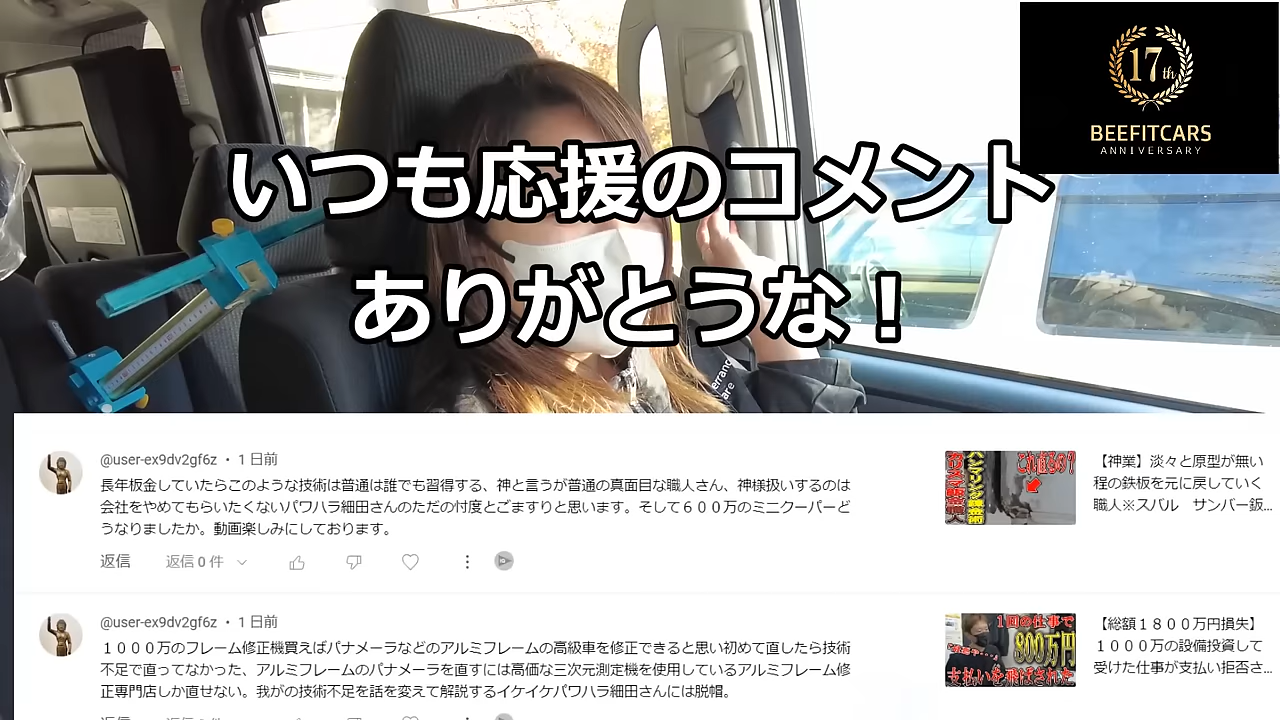 17th
BEEFITCARS
ANNIVERSARY
いつも応援のコメント
ありがとうな！
@user-ex9dv2gf6z ・ 1 日前
長年板金していたらこのような技術は普通は誰でも習得する、神と言うが普通の真面目な職人さん、神様扱いするのは
会社をやめてもらいたくないパワハラ細田さんのただの忖度とごますりと思います。そして６００万のミニクーパーど
うなりましたか。動画楽しみにしております。
返信 返信 0 件
これ直るの？
【神業】淡々と原型が無い
程の鉄板を元に戻していく
職人※スバル サンバー鈑...
@user-ex9dv2gf6z ・ 1 日前
１０００万のフレーム修正機買えばパナメーラなどのアルミフレームの高級車を修正できると思い初めて直したら技術
不足で直ってなかった、アルミフレームのパナメーラを直すには高価な三次元測定機を使用しているアルミフレーム修
正専門店しか直せない。我がの技術不足を話を変えて解説するイケイケパワハラ細田さんには脱帽。
1回の仕事で
800万円
支払いを飛ばされた
【総額１８００万円損失】
１０００万の設備投資して
受けた仕事が支払い拒否さ...